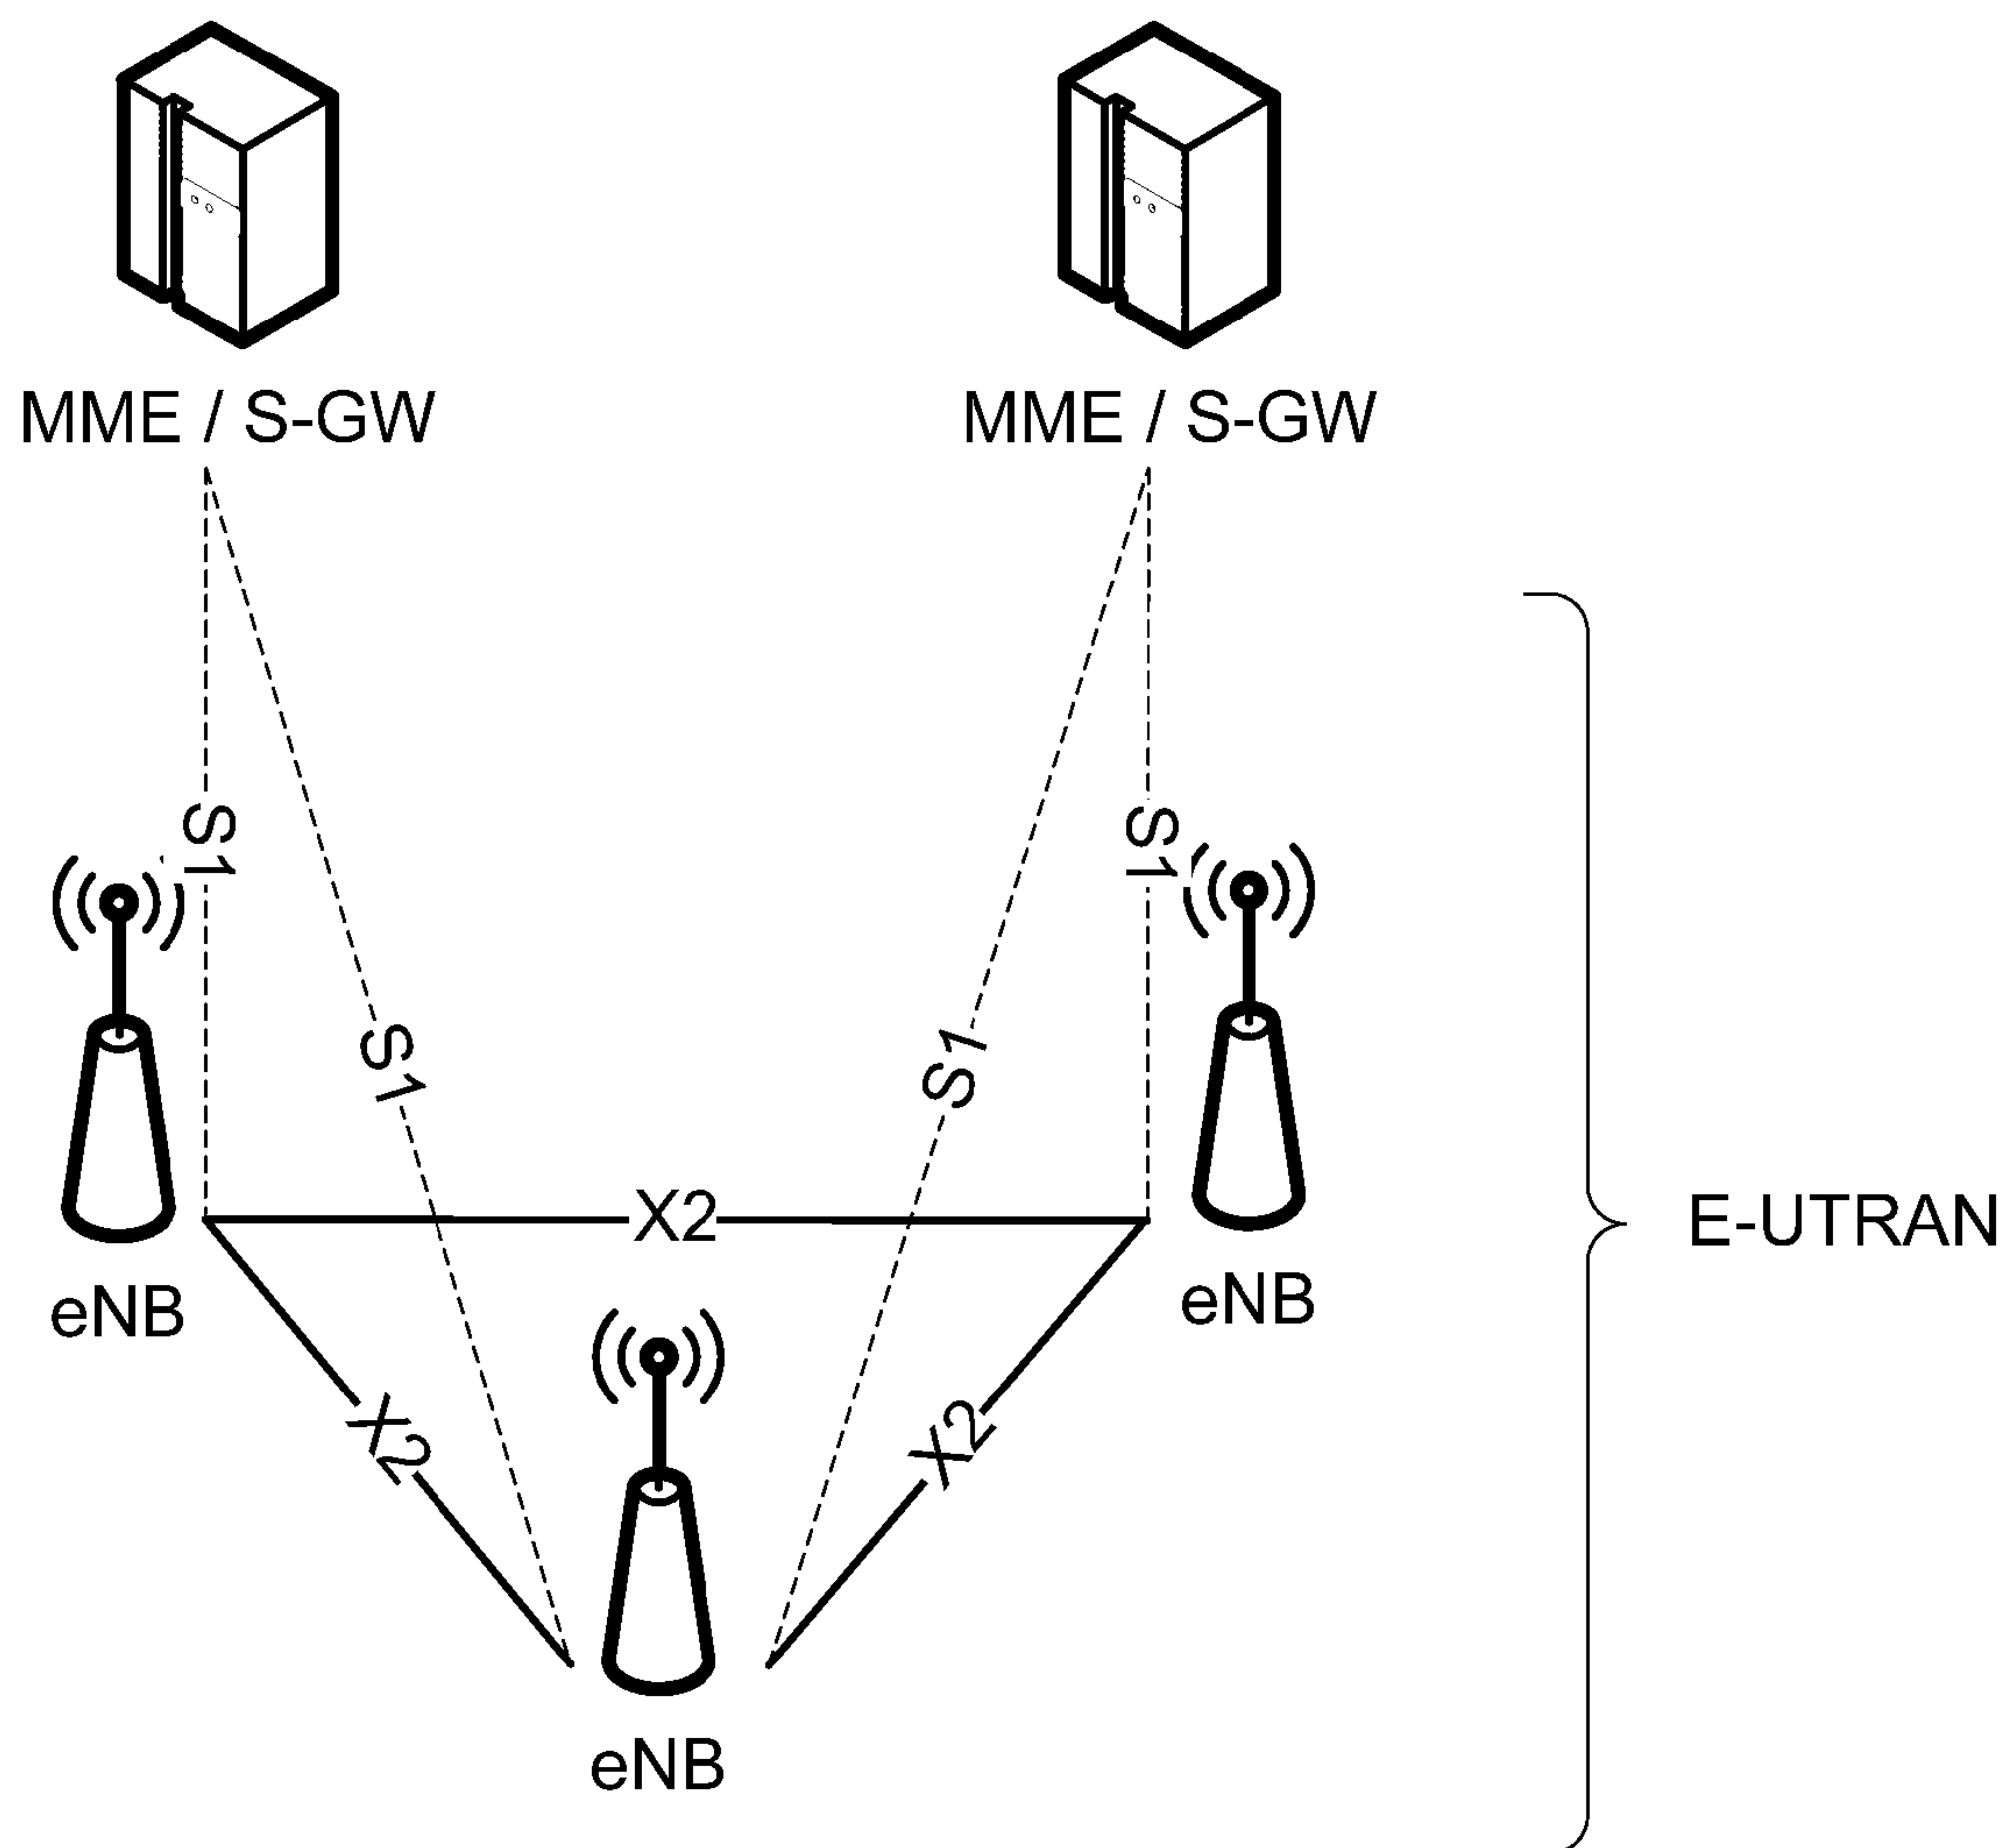 MME / S-GW
MME / S-GW
S1
S1
S1
S1
X2
E-UTRAN
eNB
eNB
X2
X2
eNB